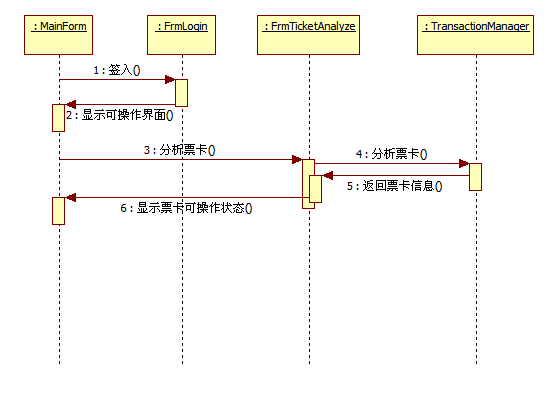 : MainForm
: FrmLogin
: FrmTicketAnalyze
: TransactionManager
1 : 签入()
2 : 显示可操作界面()
3 : 分析票卡()
4 : 分析票卡()
5 : 返回票卡信息()
6 : 显示票卡可操作状态()